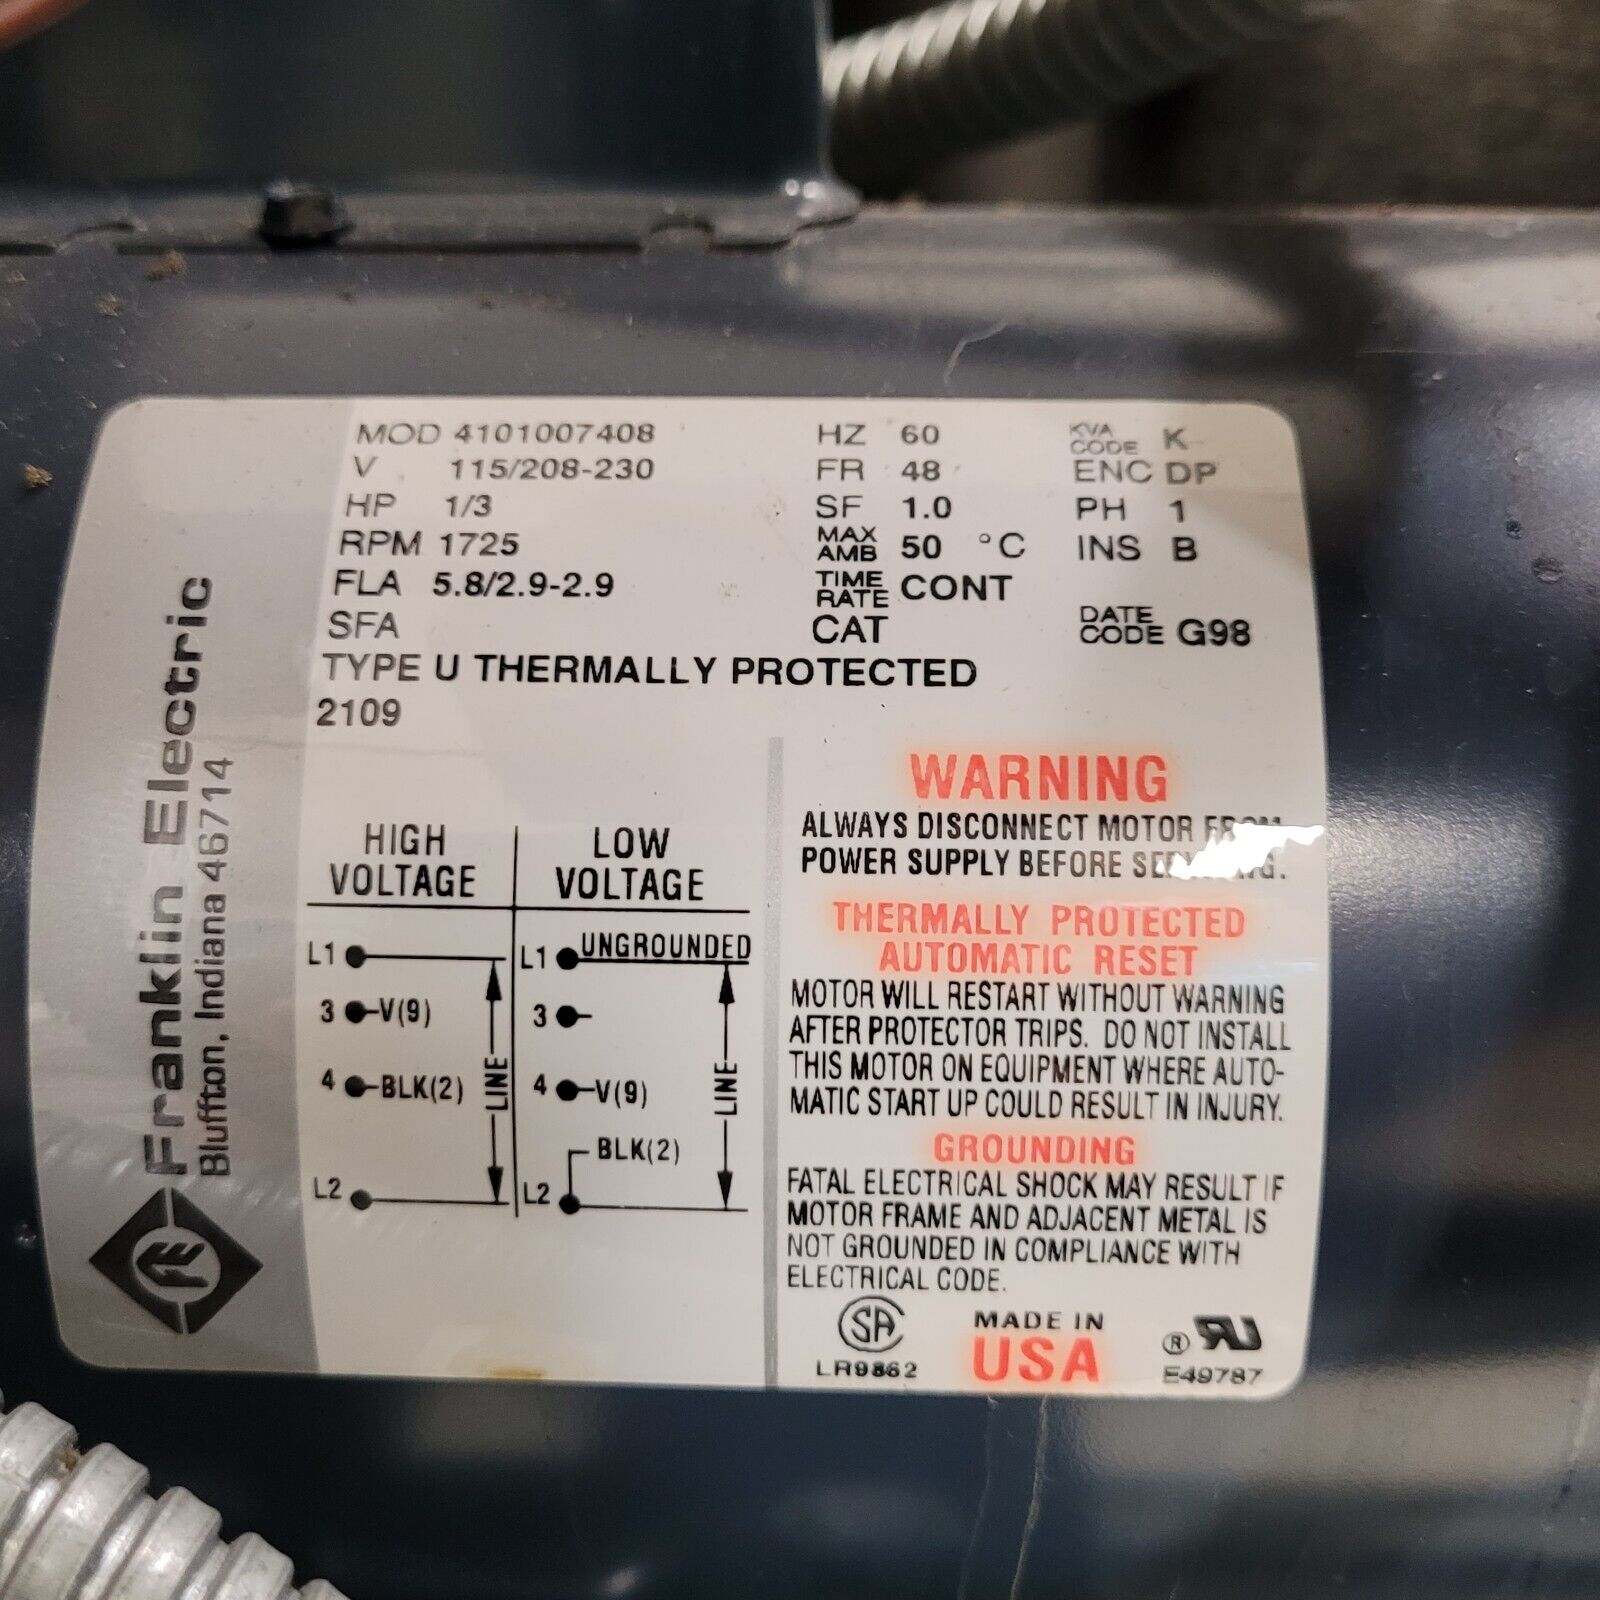 Franklin Electric
Bluffton, Indiana 46714
MOD 4101007408
V 115/208-230
HP 1/3
RPM 1725
FLA 5.8/2.9-2.9
SFA
TYPE U THERMALLY PROTECTED
2109
HZ 60
FR 48
SF 1.0
MAX AMB 50 °C
TIME RATE CONT
CAT
KVA CODE K
ENC DP
PH 1
INS B
DATE CODE G98
HIGH
VOLTAGE
L1
3 V(9)
4 BLK(2)
L2
LINE
LOW
VOLTAGE
L1 UNGROUNDED
3
4 V(9)
BLK(2)
L2
LINE
WARNING
ALWAYS DISCONNECT MOTOR
POWER SUPPLY BEFORE
THERMALLY PROTECTED
AUTOMATIC RESET
MOTOR WILL RESTART WITHOUT WARNING
AFTER PROTECTOR TRIPS. DO NOT INSTALL
THIS MOTOR ON EQUIPMENT WHERE AUTO-
MATIC START UP COULD RESULT IN INJURY.
GROUNDING
FATAL ELECTRICAL SHOCK MAY RESULT IF
MOTOR FRAME AND ADJACENT METAL IS
NOT GROUNDED IN COMPLIANCE WITH
ELECTRICAL CODE.
SA
LR9862
MADE IN
USA
® RU
E49787
FE